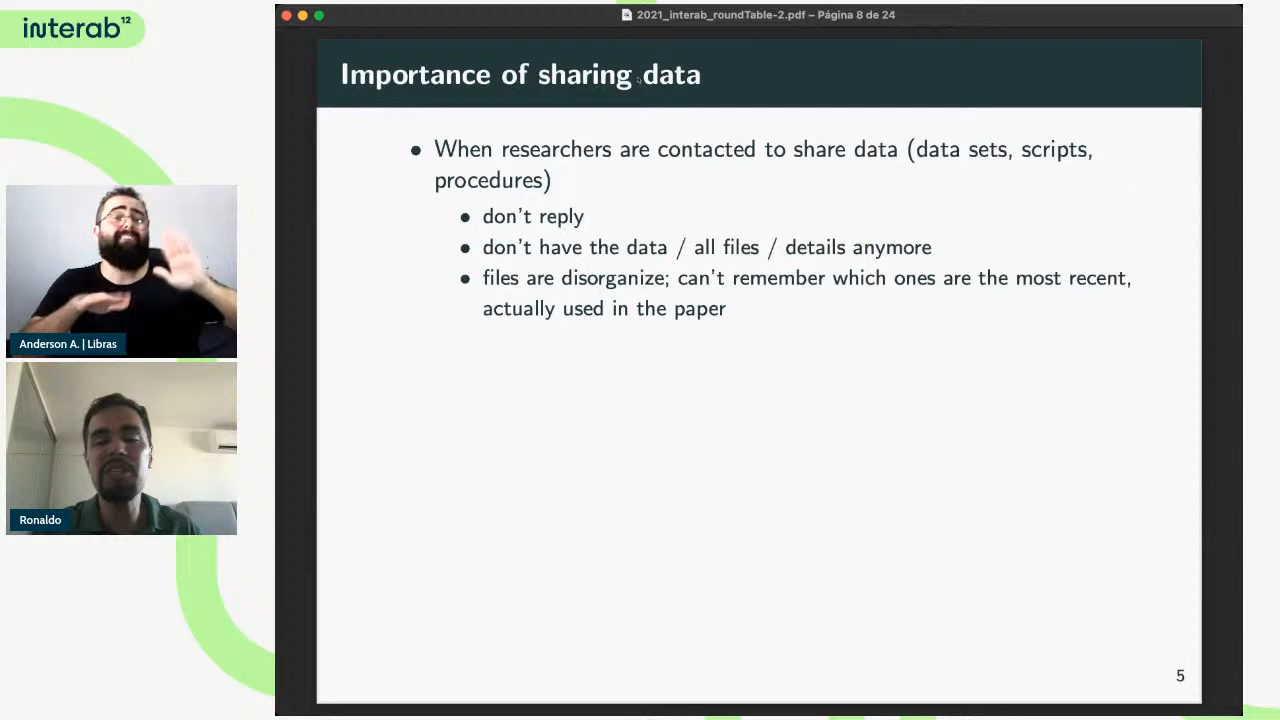 interab¹²
2021_interab_roundTable-2.pdf – Página 8 de 24
Importance of sharing data
• When researchers are contacted to share data (data sets, scripts,
procedures)
• don't reply
• don't have the data / all files / details anymore
• files are disorganize; can't remember which ones are the most recent,
actually used in the paper
5
Anderson A. | Libras
Ronaldo